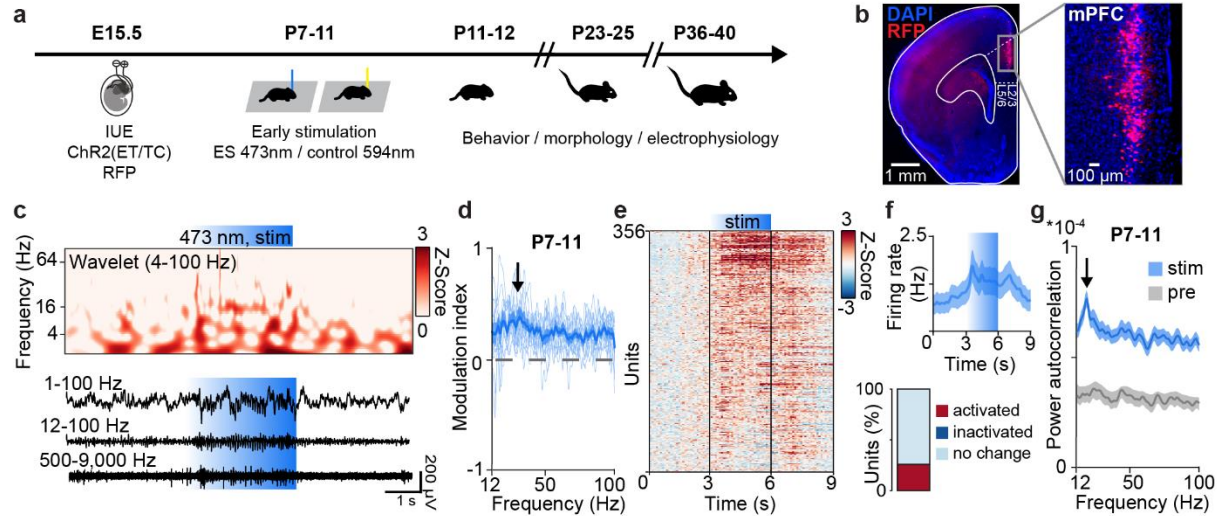 a
E15.5
P7-11
P11-12
P23-25
P36-40
IUE
ChR2(ET/TC)
RFP
Early stimulation
ES 473nm / control 594nm
Behavior / morphology / electrophysiology
b
DAPI
RFP
L5/6
L2/3
1 mm
mPFC
100 µm
c
473 nm, stim
Wavelet (4-100 Hz)
Frequency (Hz)
64
16
4
3
0
Z-Score
1-100 Hz
12-100 Hz
500-9,000 Hz
200 µV
1 s
d
P7-11
Modulation index
1
0
-1
12
50
100
Frequency (Hz)
e
stim
356
Units
0
3
6
9
Time (s)
3
-3
Z-Score
f
Firing rate
(Hz)
2.5
0
0
3
6
9
Time (s)
Units (%)
100
50
0
activated
inactivated
no change
g
*10⁻⁴
P7-11
1
0
Power autocorrelation
stim
pre
12
50
100
Frequency (Hz)